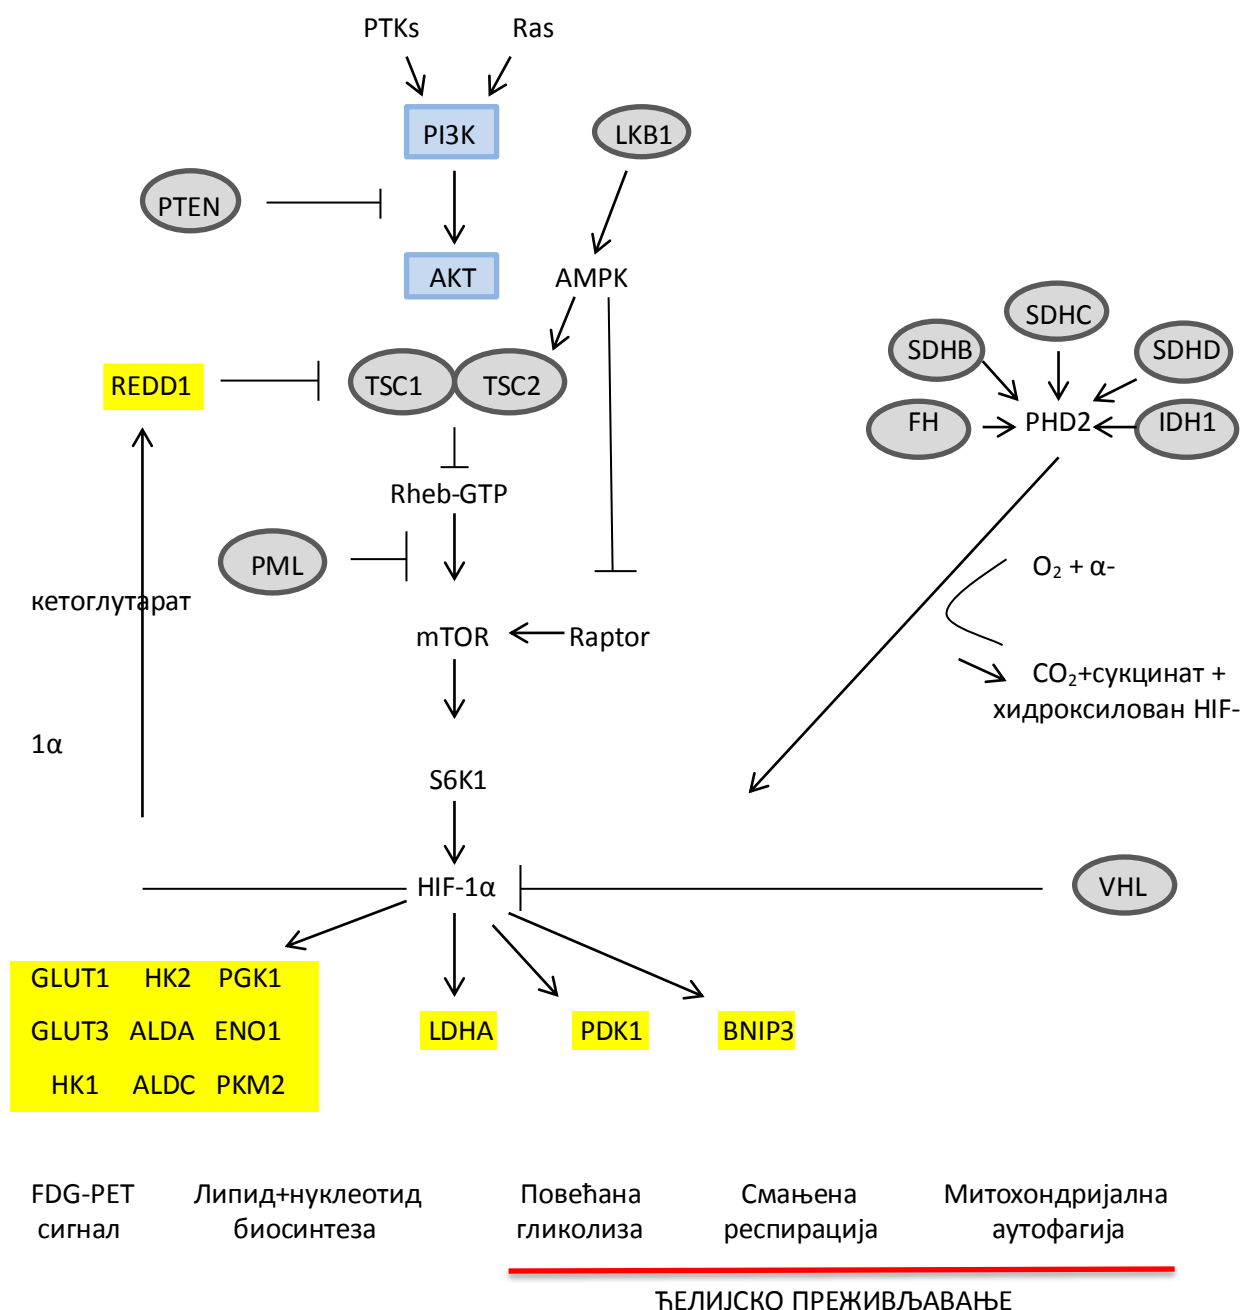 PTKs Ras
PI3K LKB1
PTEN
AKT AMPK
SDHC
SDHB SDHD
REDD1 TSC1 TSC2
FH PHD2 IDH1
Rheb-GTP
PML O₂ + α-
кетоглутарат
mTOR Raptor
CO₂+сукцинат +
хидроксилован HIF-
1α
S6K1
HIF-1α VHL
GLUT1 HK2 PGK1
GLUT3 ALDA ENO1 LDHA PDK1 BNIP3
HK1 ALDC PKM2
FDG-PET Липид+нуклеотид Повећана Смањена Митохондријална
сигнал биосинтеза гликолиза респирација аутофагија
ЋЕЛИЈСКО ПРЕЖИВЉАВАЊЕ